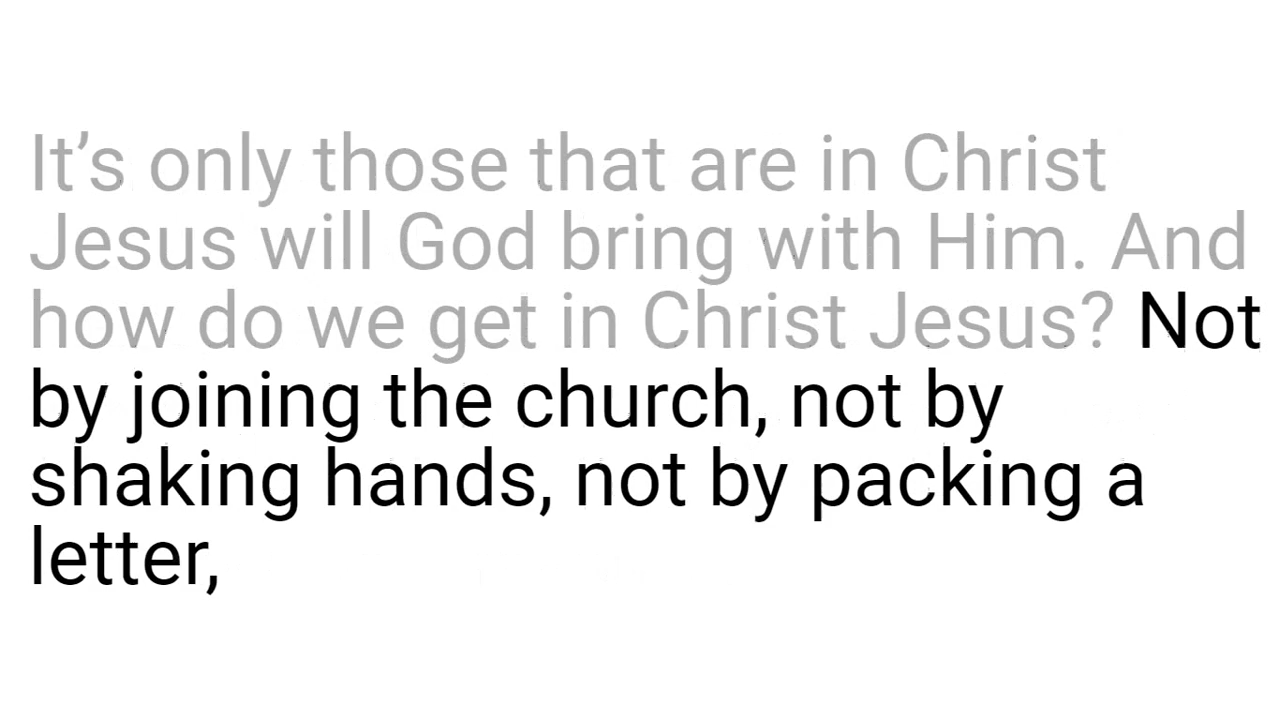 It’s only those that are in Christ
Jesus will God bring with Him. And
how do we get in Christ Jesus? Not
by joining the church, not by
shaking hands, not by packing a
letter,